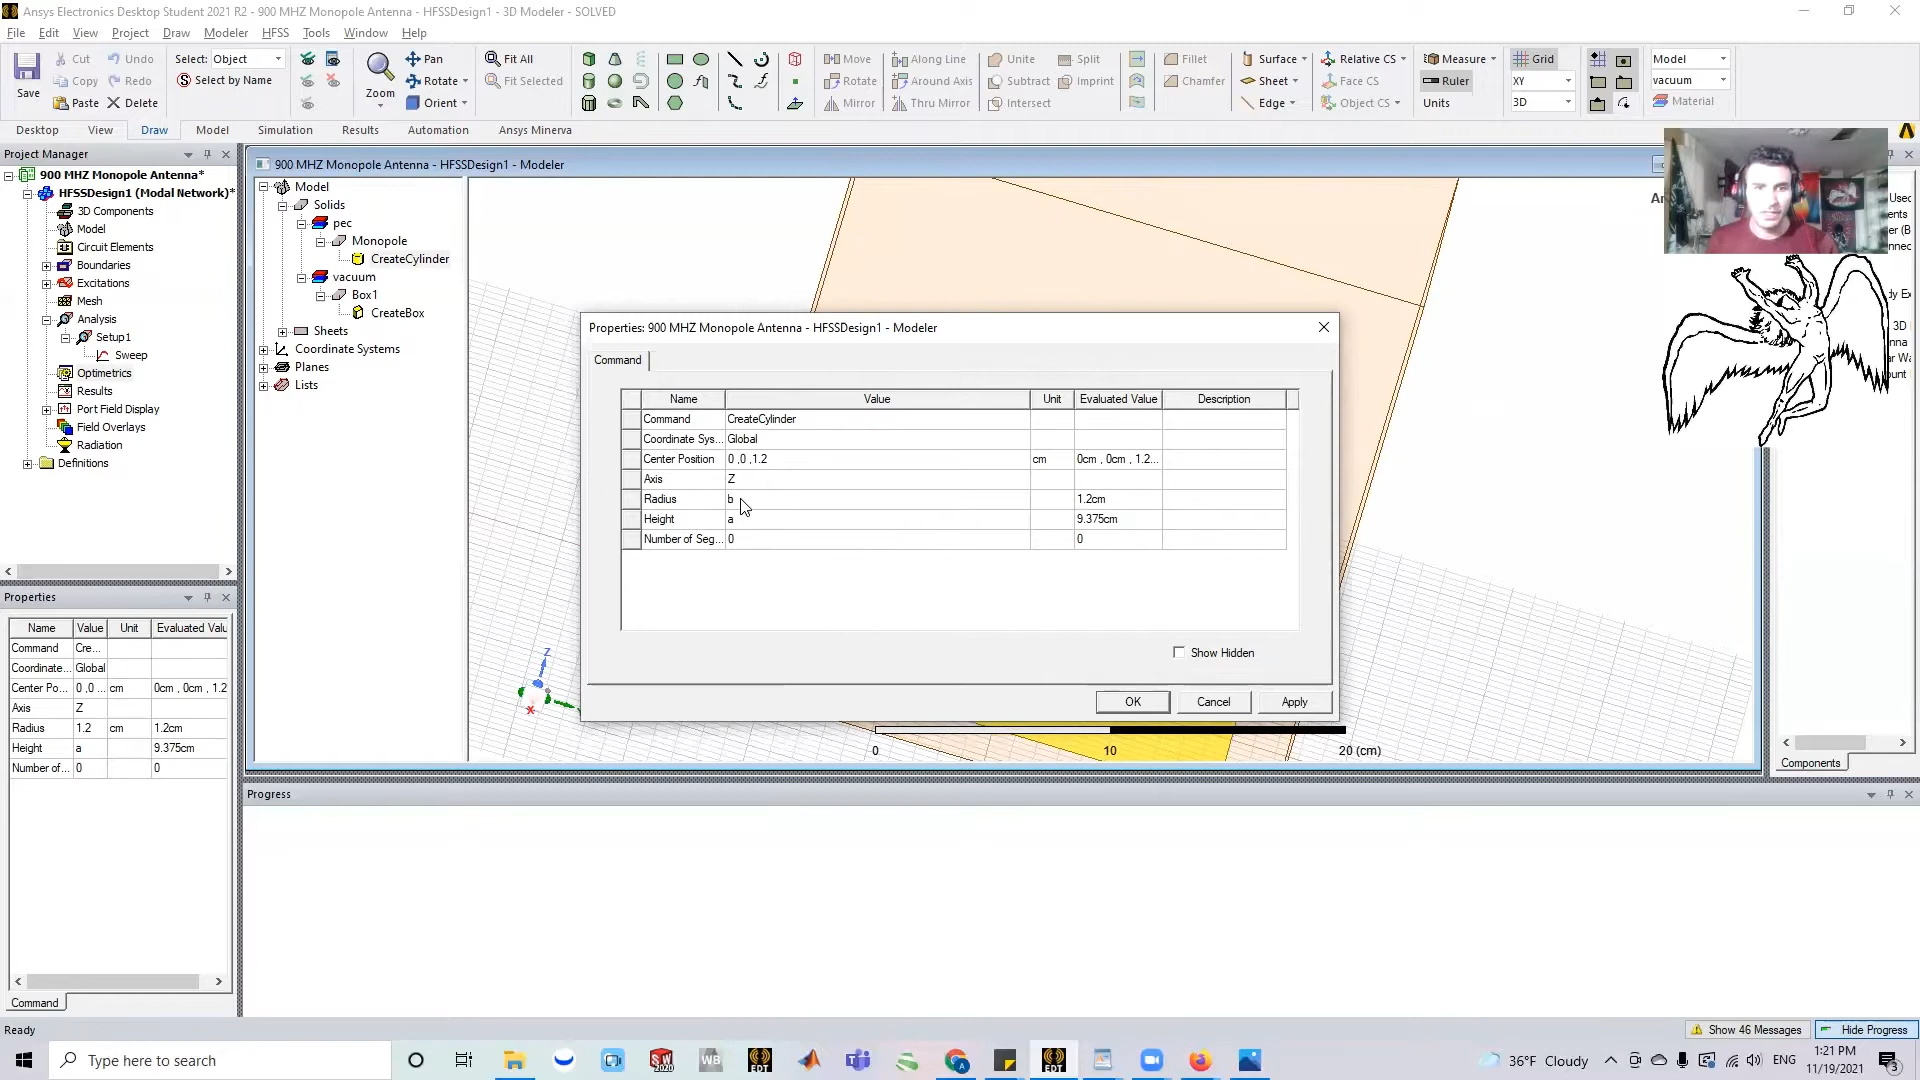 Ansys Electronics Desktop Student 2021 R2 - 900 MHZ Monopole Antenna - HFSSDesign1 - 3D Modeler - SOLVED
File Edit View Project Draw Modeler HFSS Tools Window Help
Save
Cut Undo
Copy Redo
Paste Delete
Select: Object
Select by Name
Zoom
Pan
Rotate
Orient
Fit All
Fit Selected
Move Along Line
Rotate Around Axis
Mirror Thru Mirror
Unite Split
Subtract Imprint
Intersect
Fillet
Chamfer
Surface
Sheet
Edge
Relative CS
Face CS
Object CS
Measure
Ruler
Units
Grid
XY
3D
Model
vacuum
Material
Desktop View Draw Model Simulation Results Automation Ansys Minerva
Project Manager
900 MHZ Monopole Antenna*
HFSSDesign1 (Modal Network)*
3D Components
Model
Circuit Elements
Boundaries
Excitations
Mesh
Analysis
Setup1
Sweep
Optimetrics
Results
Port Field Display
Field Overlays
Radiation
Definitions
900 MHZ Monopole Antenna - HFSSDesign1 - Modeler
Model
Solids
pec
Monopole
CreateCylinder
vacuum
Box1
CreateBox
Sheets
Coordinate Systems
Planes
Lists
Properties: 900 MHZ Monopole Antenna - HFSSDesign1 - Modeler
Command
Name Value Unit Evaluated Value Description
Command CreateCylinder
Coordinate Sys... Global
Center Position 0 ,0 ,1.2 cm 0cm , 0cm , 1.2...
Axis Z
Radius b 1.2cm
Height a 9.375cm
Number of Seg... 0 0
Show Hidden
OK Cancel Apply
Z
X
0 10 20 (cm)
Properties
Name Value Unit Evaluated Valu
Command Cre...
Coordinate... Global
Center Po... 0 ,0 ... cm 0cm , 0cm , 1.2
Axis Z
Radius 1.2 cm 1.2cm
Height a 9.375cm
Number of... 0 0
Command
Components
Progress
Ready
Show 46 Messages Hide Progress
Type here to search
SW
2020
WB
EDT
EDT
36°F Cloudy
ENG
1:21 PM
11/19/2021
3